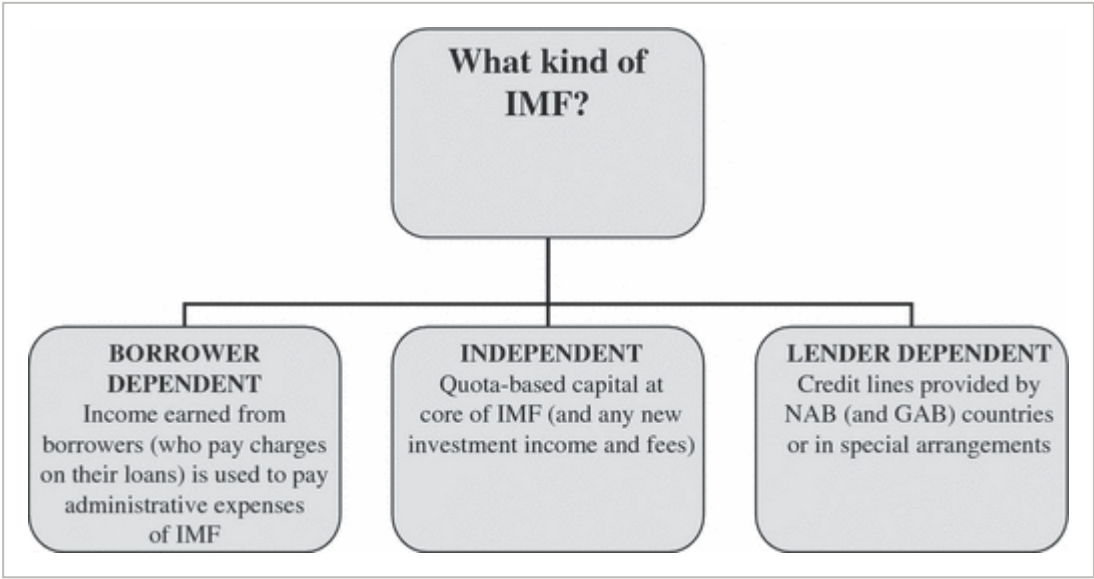 What kind of
IMF?
BORROWER
DEPENDENT
Income earned from
borrowers (who pay charges
on their loans) is used to pay
administrative expenses
of IMF
INDEPENDENT
Quota-based capital at
core of IMF (and any new
investment income and fees)
LENDER DEPENDENT
Credit lines provided by
NAB (and GAB) countries
or in special arrangements